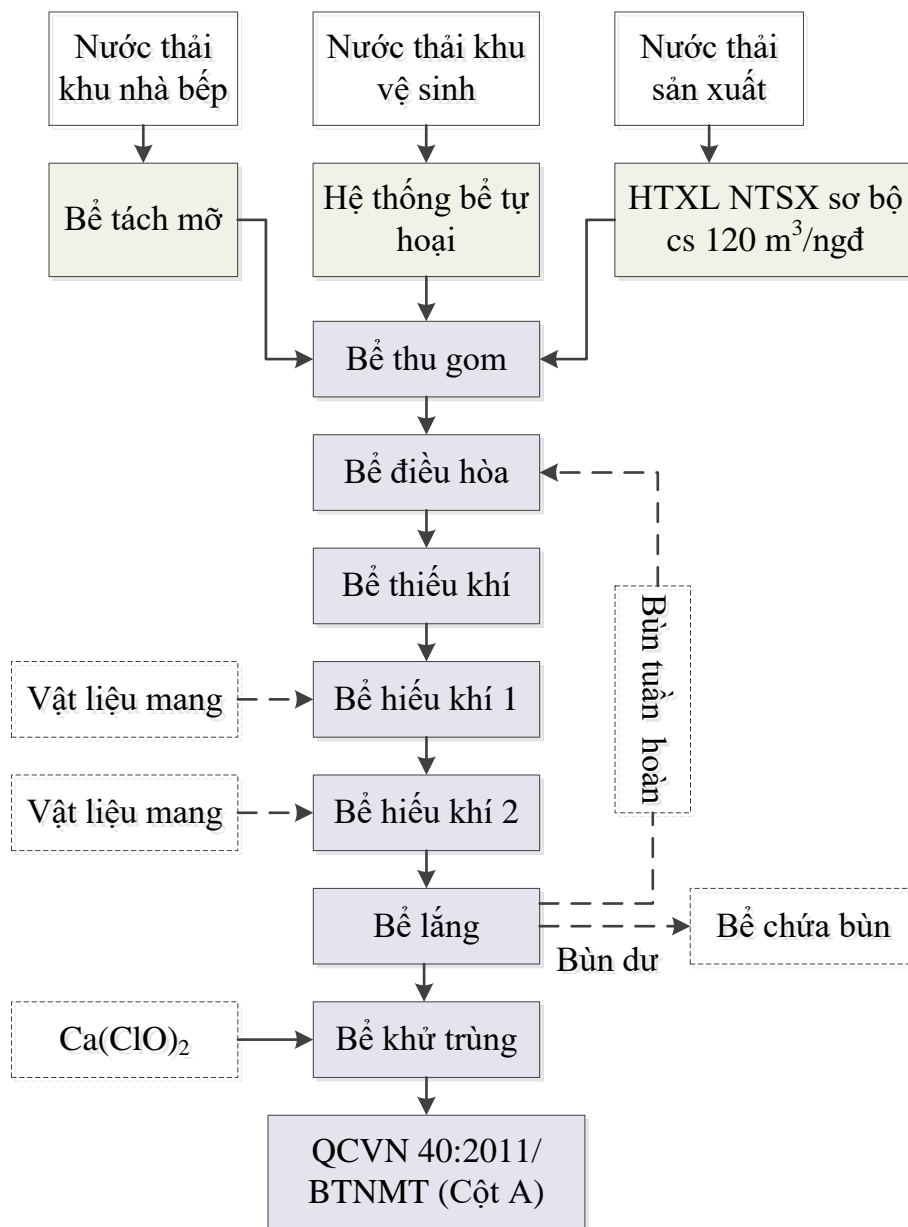 Nước thải
khu nhà bếp
Nước thải khu
vệ sinh
Nước thải
sản xuất
Bể tách mỡ
Hệ thống bể tự
hoại
HTXL NTSX sơ bộ
cs 120 m³/ngđ
Bể thu gom
Bể điều hòa
Bể thiếu khí
Bùn tuần hoàn
Vật liệu mang
Bể hiếu khí 1
Vật liệu mang
Bể hiếu khí 2
Bể lắng
Bùn dư
Bể chứa bùn
Ca(ClO)₂
Bể khử trùng
QCVN 40:2011/
BTNMT (Cột A)